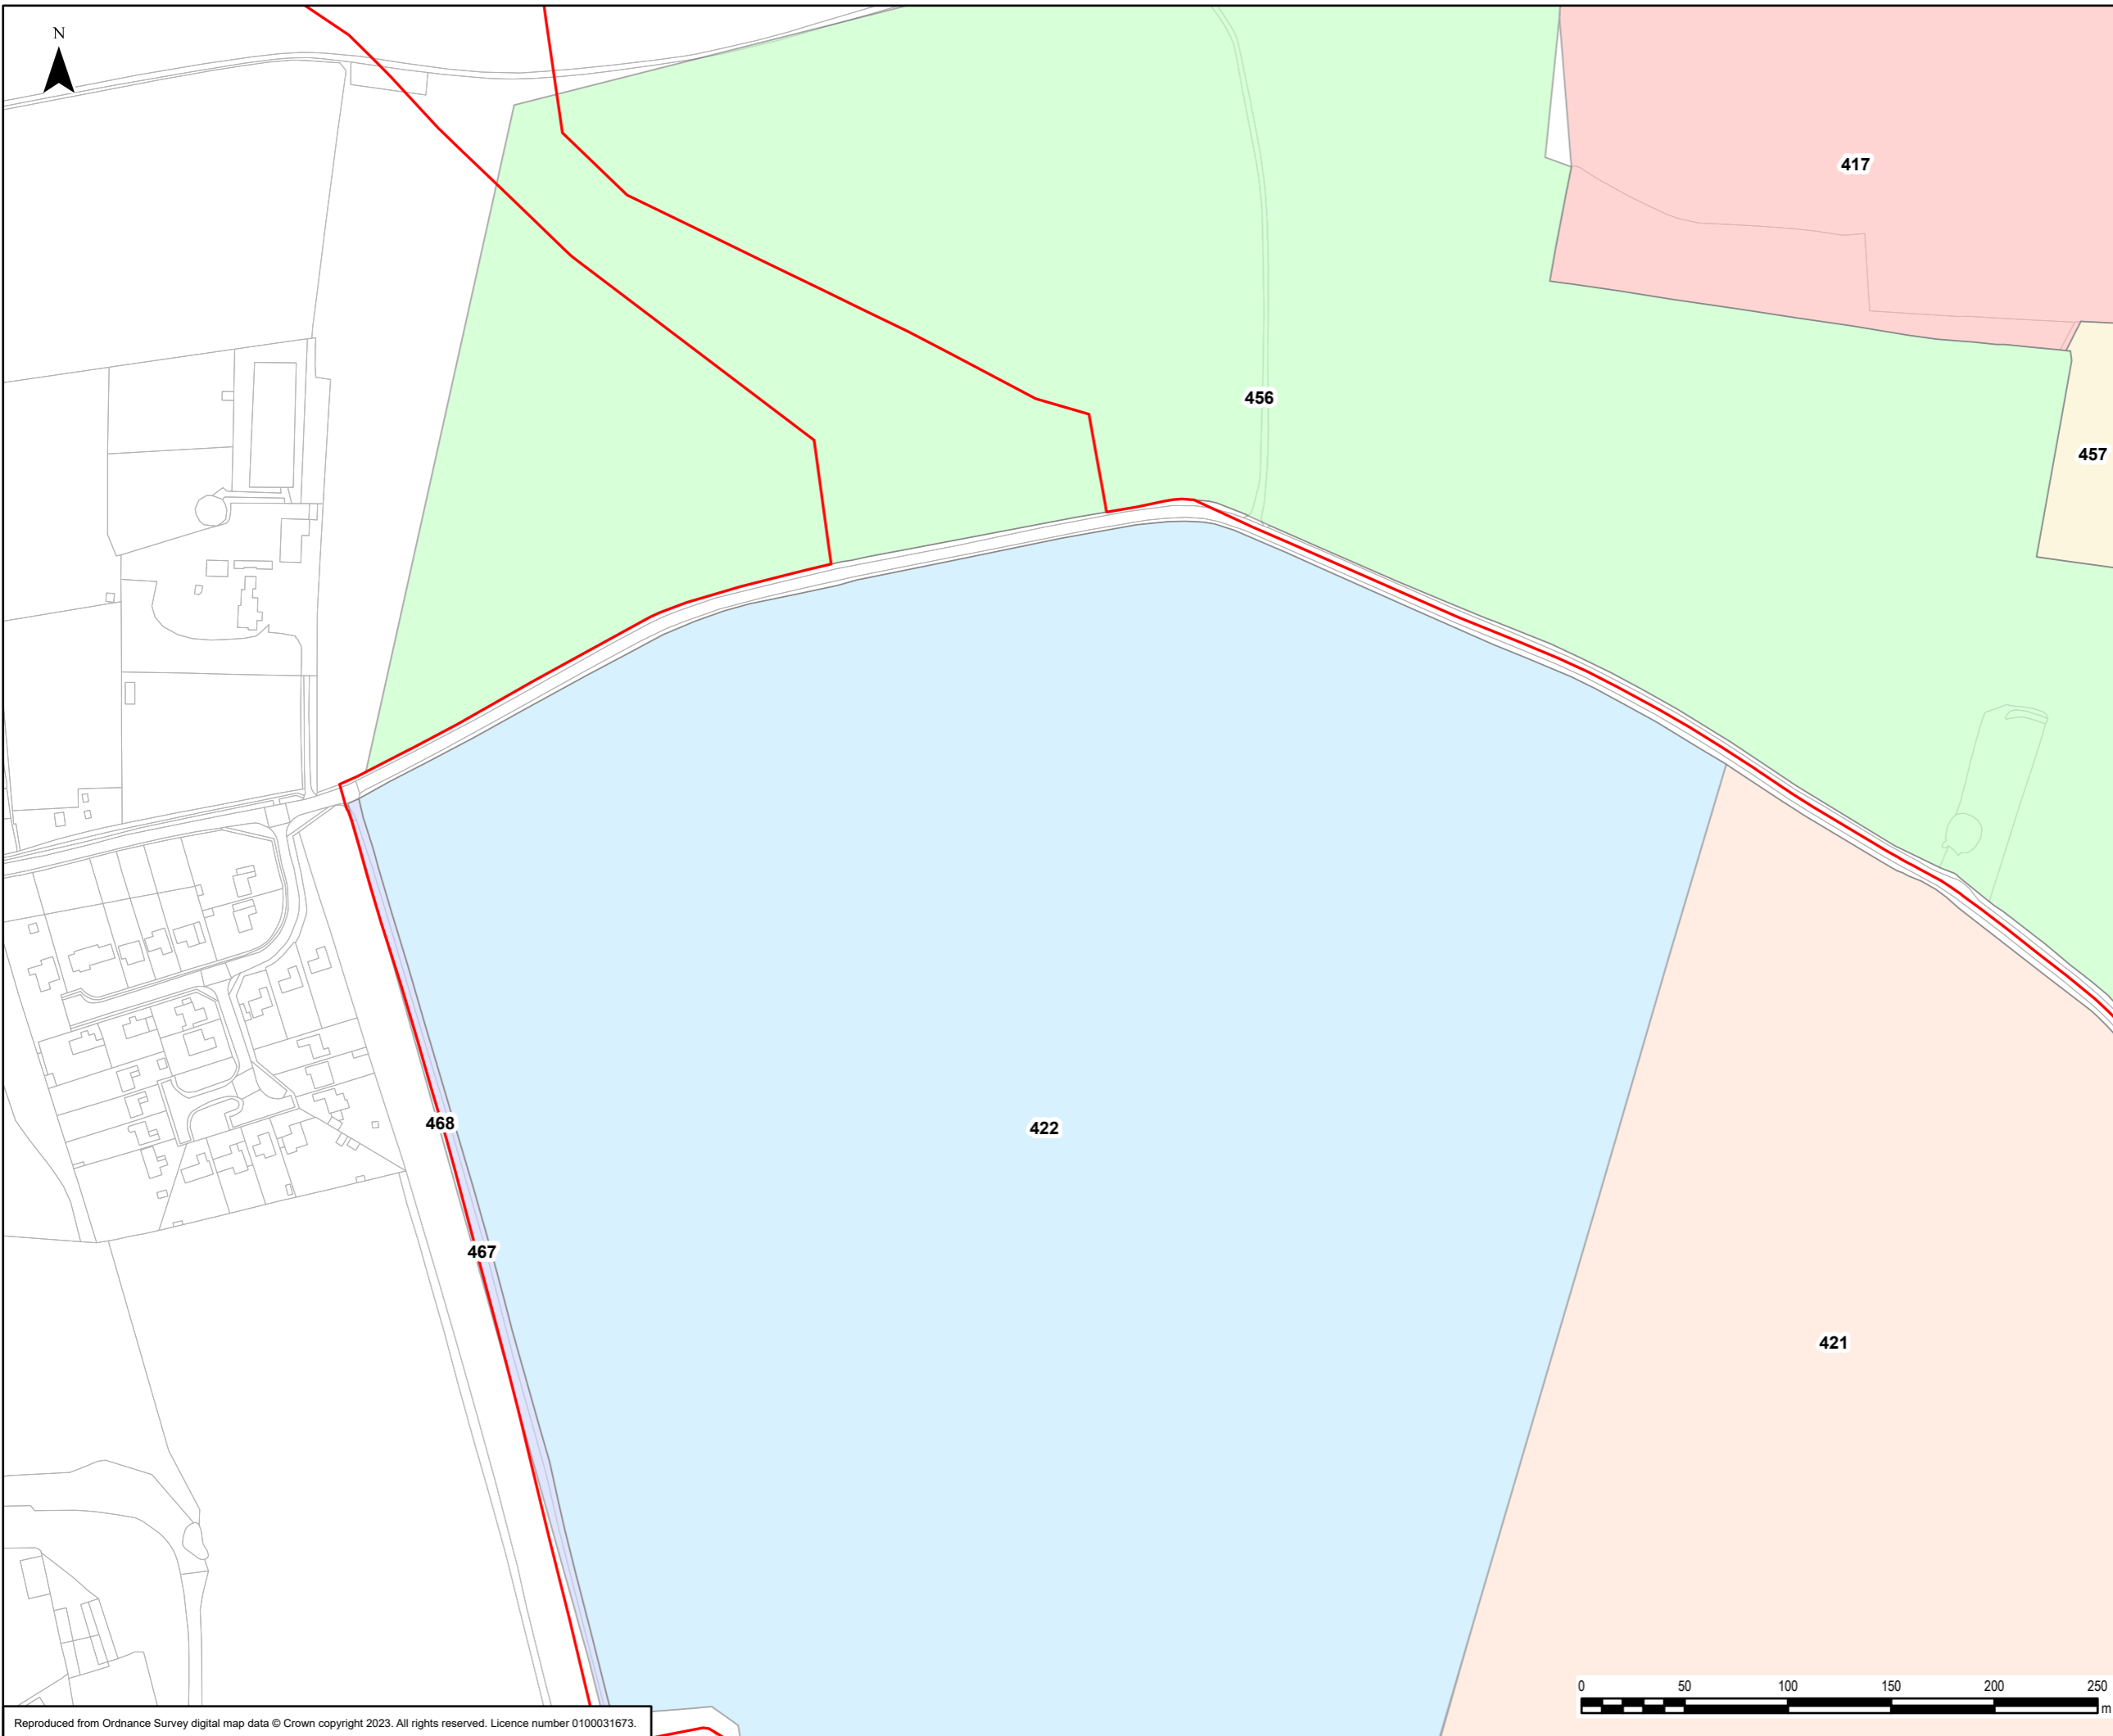 N
417
456
457
468
422
467
421
0 50 100 150 200 250
m
Reproduced from Ordnance Survey digital map data © Crown copyright 2023. All rights reserved. Licence number 0100031673.